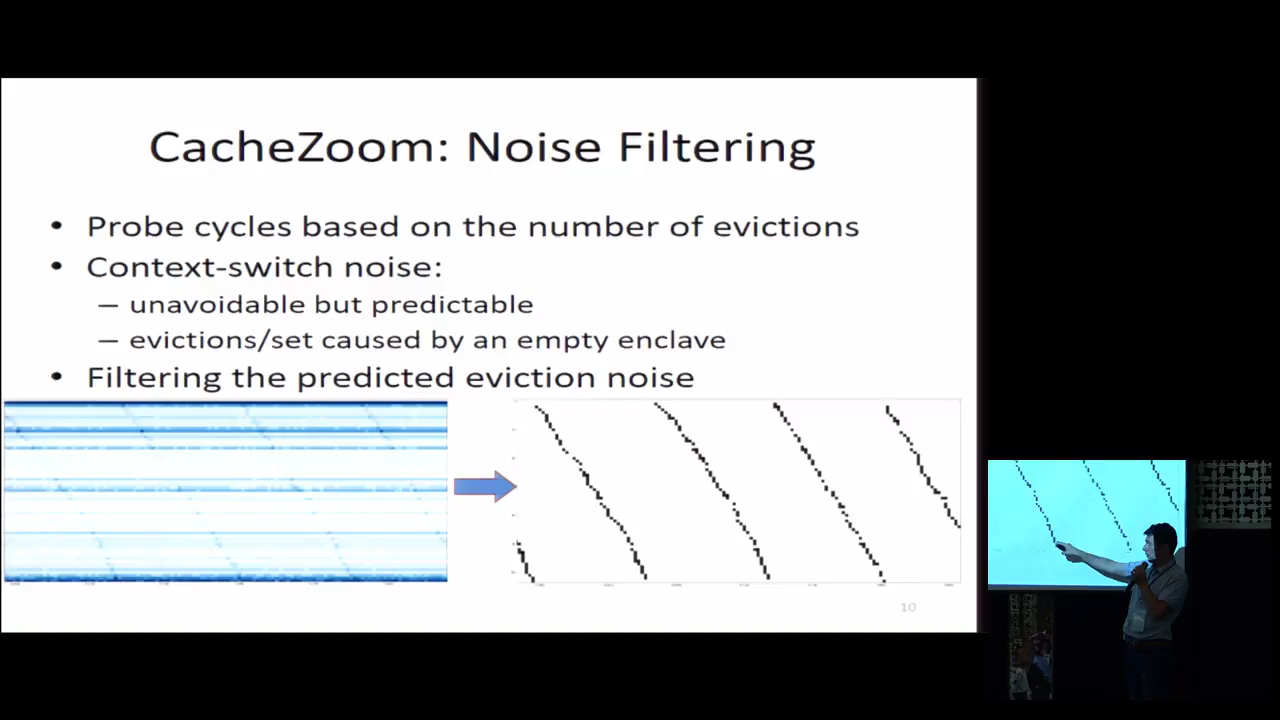 CacheZoom: Noise Filtering
• Probe cycles based on the number of evictions
• Context-switch noise:
– unavoidable but predictable
– evictions/set caused by an empty enclave
• Filtering the predicted eviction noise
10